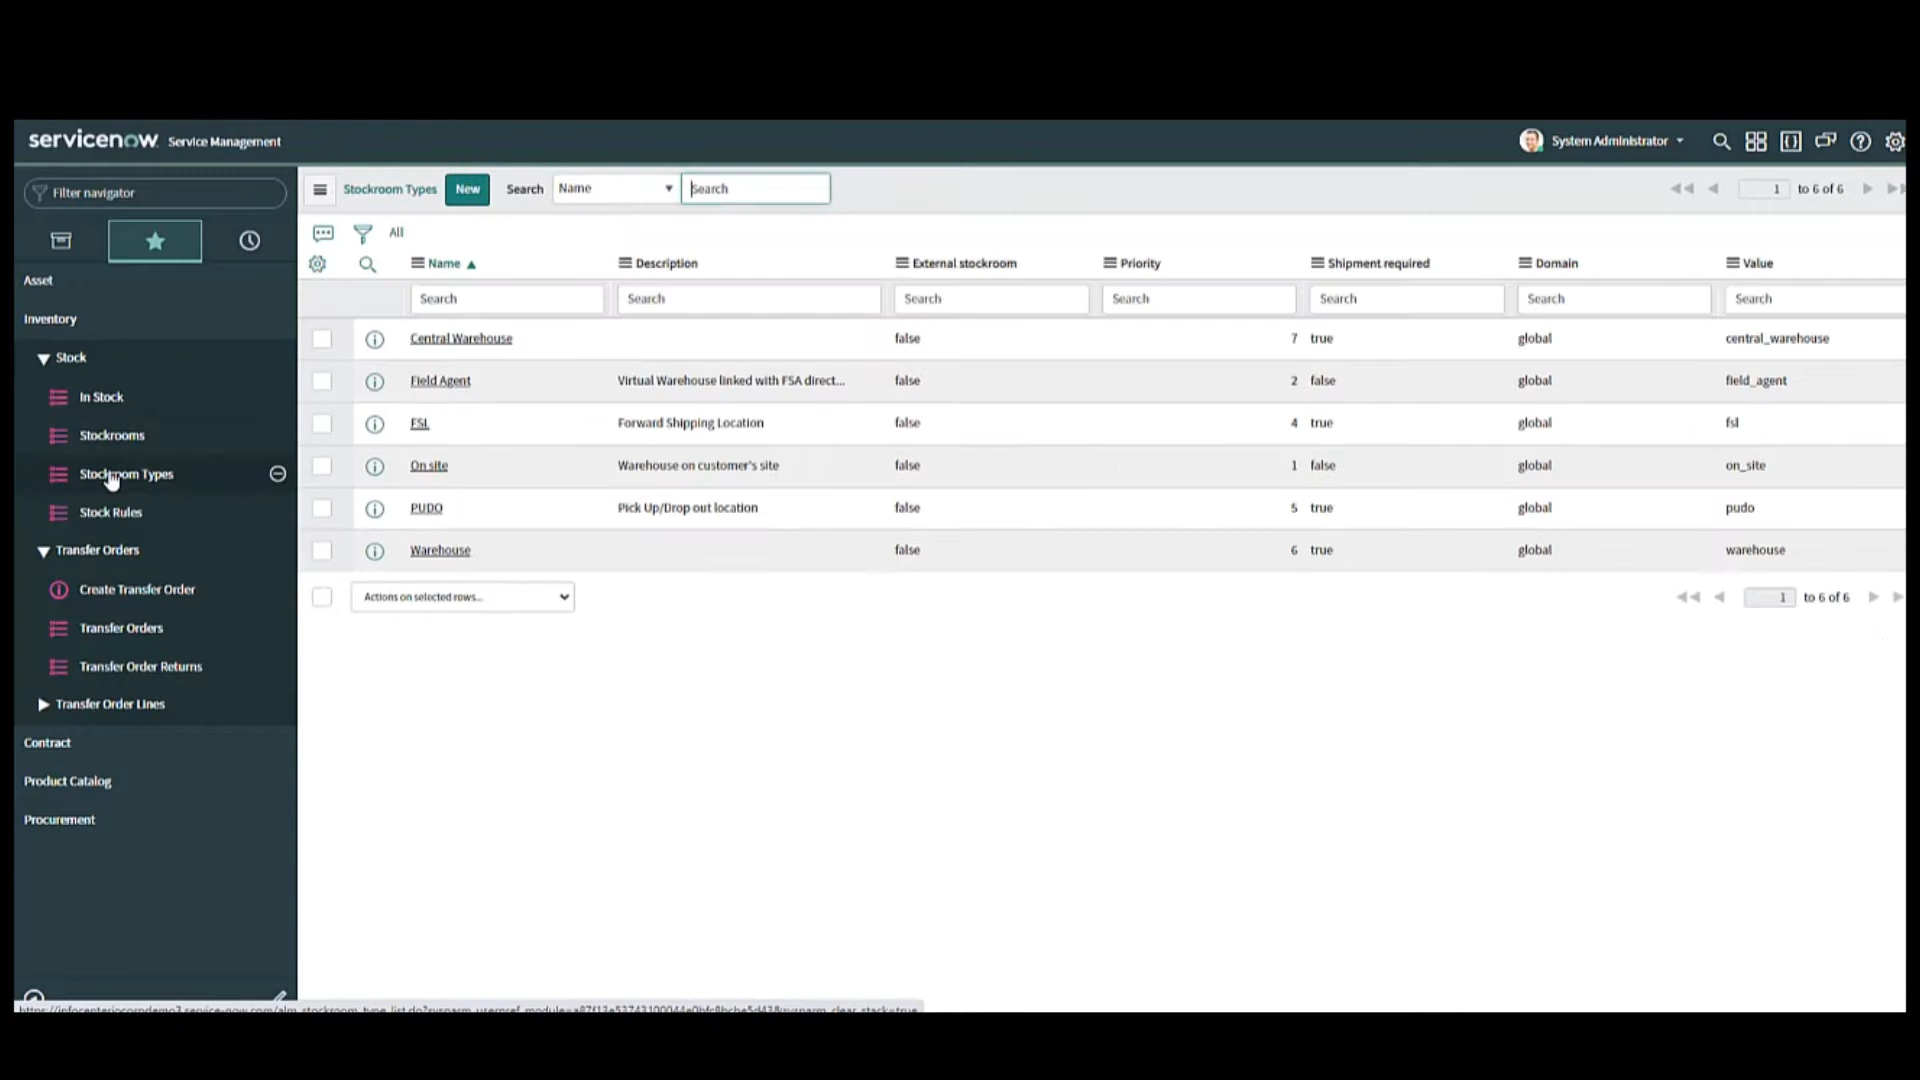 servicenow Service Management
System Administrator
Filter navigator
Asset
Inventory
Stock
In Stock
Stockrooms
Stockroom Types
Stock Rules
Transfer Orders
Create Transfer Order
Transfer Orders
Transfer Order Returns
Transfer Order Lines
Contract
Product Catalog
Procurement
Stockroom Types New Search Name Search 1 to 6 of 6
All
Name Description External stockroom Priority Shipment required Domain Value
Search Search Search Search Search Search Search
Central Warehouse false 7 true global central_warehouse
Field Agent Virtual Warehouse linked with FSA direct... false 2 false global field_agent
FSL Forward Shipping Location false 4 true global fsl
On site Warehouse on customer's site false 1 false global on_site
PUDO Pick Up/Drop out location false 5 true global pudo
Warehouse false 6 true global warehouse
Actions on selected rows... 1 to 6 of 6